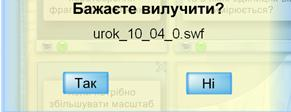 Бажаєте вилучити?
urok_10_04_0.swf
Так
Ні
збільшувати масштаб